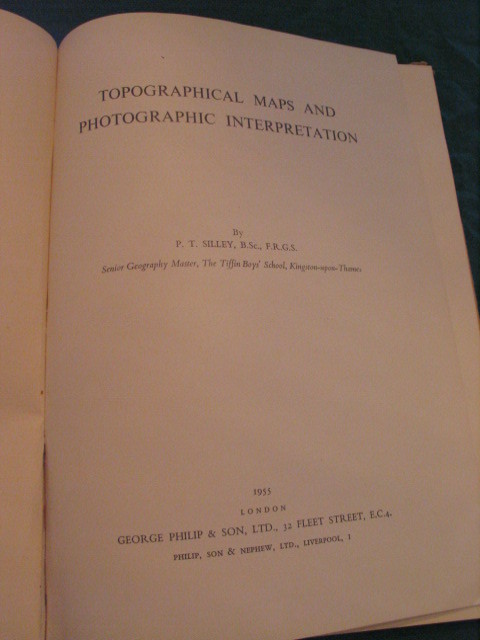 TOPOGRAPHICAL MAPS AND
PHOTOGRAPHIC INTERPRETATION
By
P. T. SILLEY, B.Sc., F.R.G.S.
Senior Geography Master, The Tiffin Boys' School, Kingston-upon-Thames
1955
LONDON
GEORGE PHILIP & SON, LTD., 32 FLEET STREET, E.C.4.
PHILIP, SON & NEPHEW, LTD., LIVERPOOL, 1